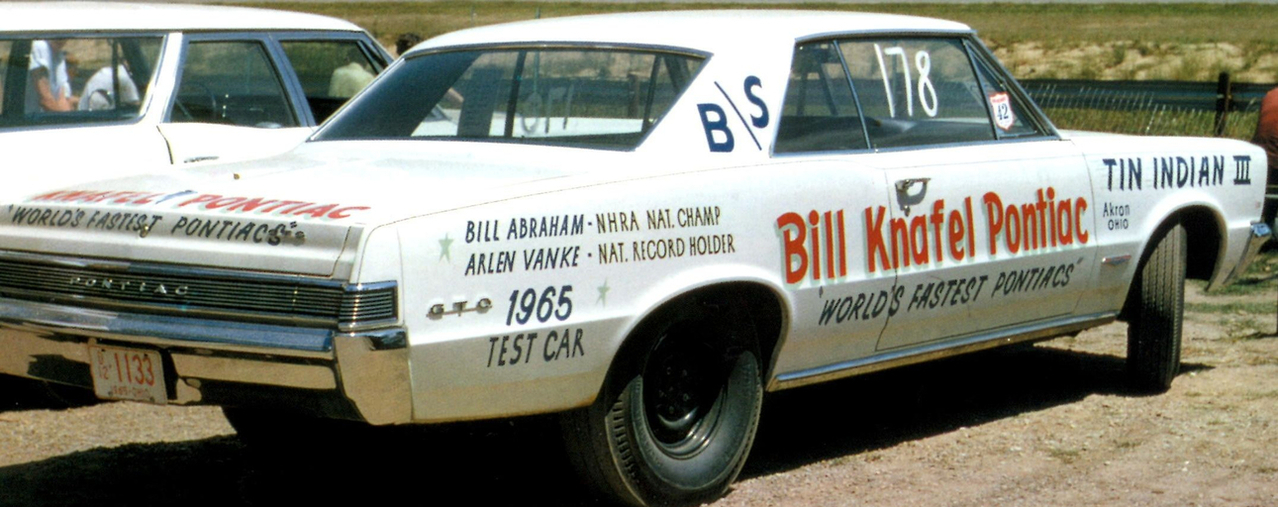 KNAFEL PONTIAC
"WORLD'S FASTEST PONTIACS"
PONTIAC
1133
BILL ABRAHAM - NHRA NAT. CHAMP
ARLEN VANKE - NAT. RECORD HOLDER
GTO 1965
TEST CAR
B\S
178
42
Bill Knafel Pontiac
"WORLD'S FASTEST PONTIACS"
TIN INDIAN III
Akron
OHIO